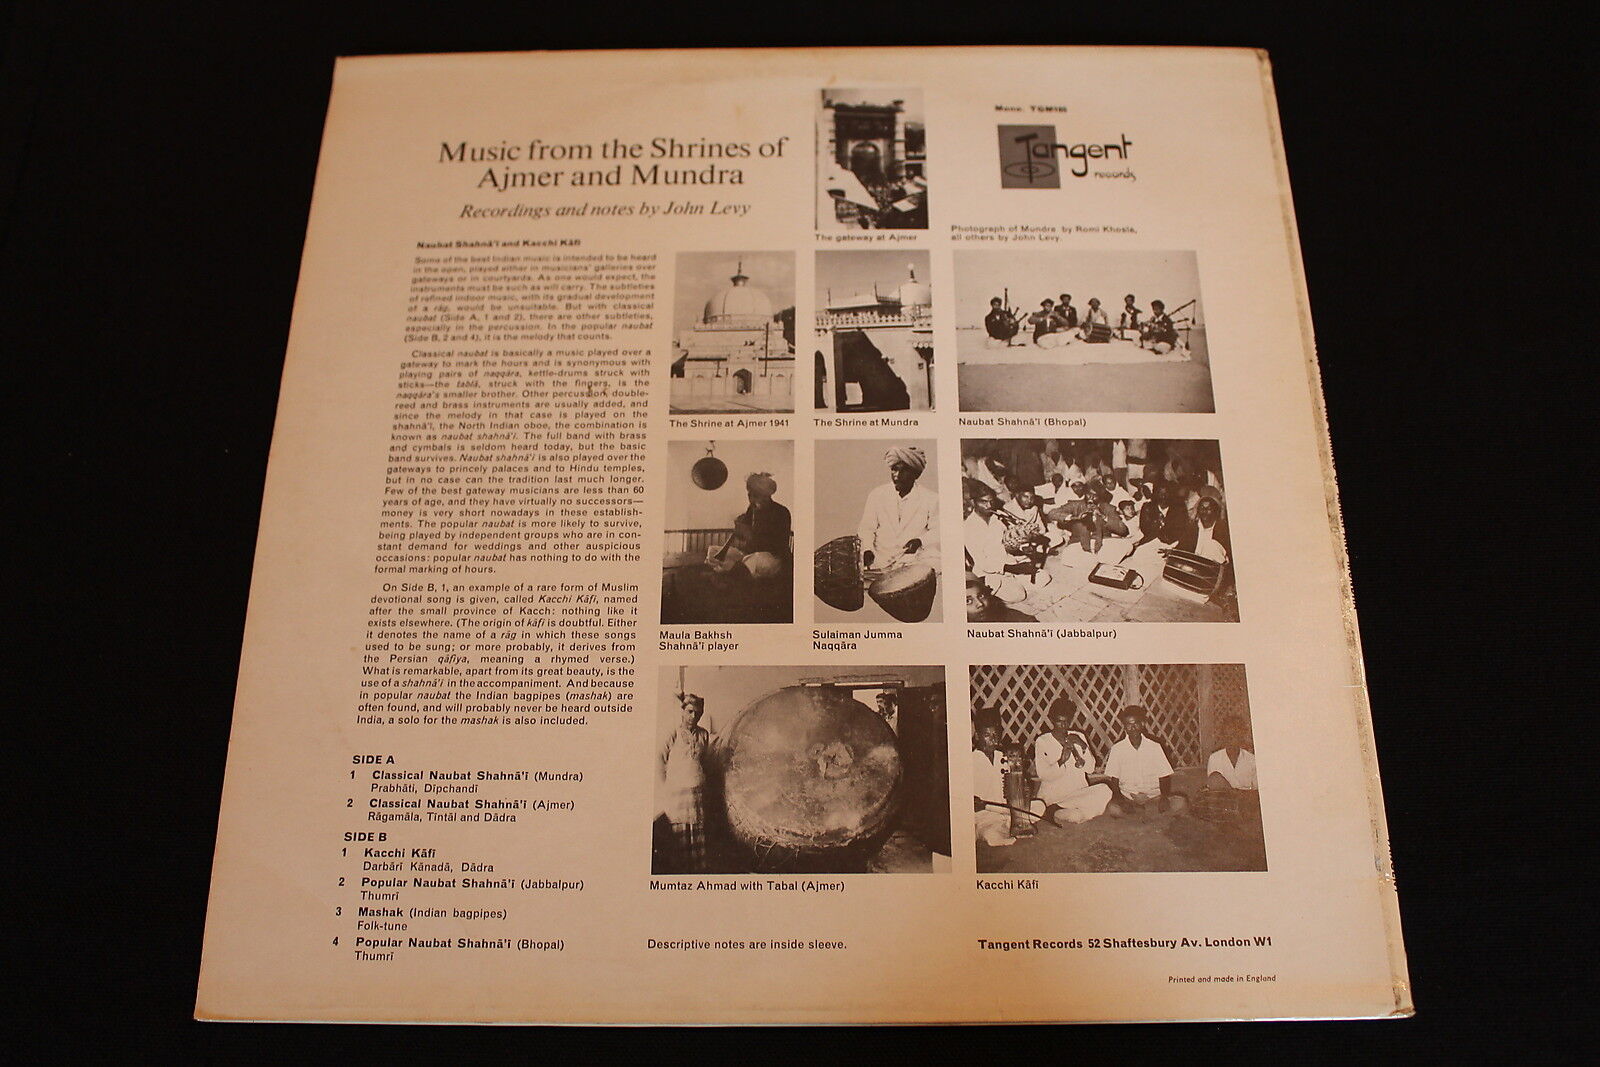 Music from the Shrines of
Ajmer and Mundra
Recordings and notes by John Levy
Naubat Shahnā'i and Kacchi Kāfi
Some of the best Indian music is intended to be heard
in the open, played either in musicians' galleries over
gateways or in courtyards. As one would expect, the
instruments must be such as will carry. The subtleties
of refined indoor music, with its gradual development
of a rāg, would be unsuitable. But with classical
naubat (Side A, 1 and 2), there are other subtleties,
especially in the percussion. In the popular naubat
(Side B, 2 and 4), it is the melody that counts.
Classical naubat is basically a music played over a
gateway to mark the hours and is synonymous with
playing pairs of naqqāra, kettle-drums struck with
sticks—the tablā, struck with the fingers, is the
naqqāra's smaller brother. Other percussion, double-
reed and brass instruments are usually added, and
since the melody in that case is played on the
shahnā'i, the North Indian oboe, the combination is
known as naubat shahnā'i. The full band with brass
and cymbals is seldom heard today, but the basic
band survives. Naubat shahnā'i is also played over the
gateways to princely palaces and to Hindu temples,
but in no case can the tradition last much longer.
Few of the best gateway musicians are less than 60
years of age, and they have virtually no successors—
money is very short nowadays in these establish-
ments. The popular naubat is more likely to survive,
being played by independent groups who are in con-
stant demand for weddings and other auspicious
occasions: popular naubat has nothing to do with the
formal marking of hours.
On Side B, 1, an example of a rare form of Muslim
devotional song is given, called Kacchi Kāfi, named
after the small province of Kacch: nothing like it
exists elsewhere. (The origin of kāfi is doubtful. Either
it denotes the name of a rāg in which these songs
used to be sung; or more probably, it derives from
the Persian qāfiya, meaning a rhymed verse.)
What is remarkable, apart from its great beauty, is the
use of a shahnā'i in the accompaniment. And because
in popular naubat the Indian bagpipes (mashak) are
often found, and will probably never be heard outside
India, a solo for the mashak is also included.
SIDE A
1 Classical Naubat Shahnā'ī (Mundra)
Prabhāti, Dīpchandī
2 Classical Naubat Shahnā'ī (Ajmer)
Rāgamāla, Tīntāl and Dādra
SIDE B
1 Kacchi Kāfī
Darbārī Kānadā, Dādra
2 Popular Naubat Shahnā'ī (Jabbalpur)
Thumrī
3 Mashak (Indian bagpipes)
Folk-tune
4 Popular Naubat Shahnā'ī (Bhopal)
Thumrī
The gateway at Ajmer
Mono. TGM105
Tangent
records
Photograph of Mundra by Romi Khosla,
all others by John Levy.
The Shrine at Ajmer 1941
The Shrine at Mundra
Naubat Shahnā'ī (Bhopal)
Maula Bakhsh
Shahnā'ī player
Sulaiman Jumma
Naqqāra
Naubat Shahnā'ī (Jabbalpur)
Mumtaz Ahmad with Tabal (Ajmer)
Kacchi Kāfī
Descriptive notes are inside sleeve.
Tangent Records 52 Shaftesbury Av. London W1
Printed and made in England